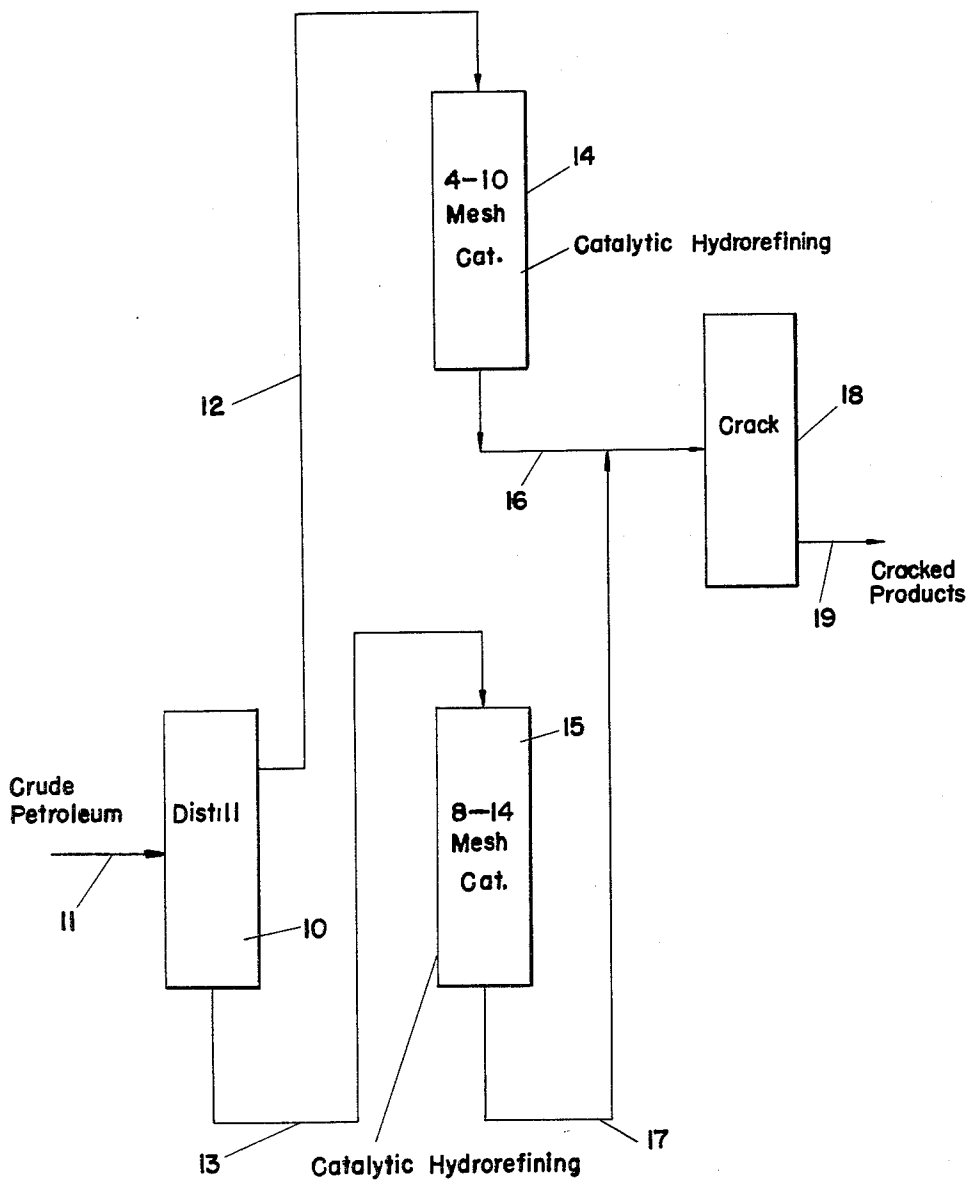 4-10
Mesh
Cat.
14
Catalytic Hydrorefining
12
Crack
18
16
Cracked
Products
19
15
Crude
Petroleum
Distill
8-14
Mesh
Cat.
11
10
13
17
Catalytic Hydrorefining